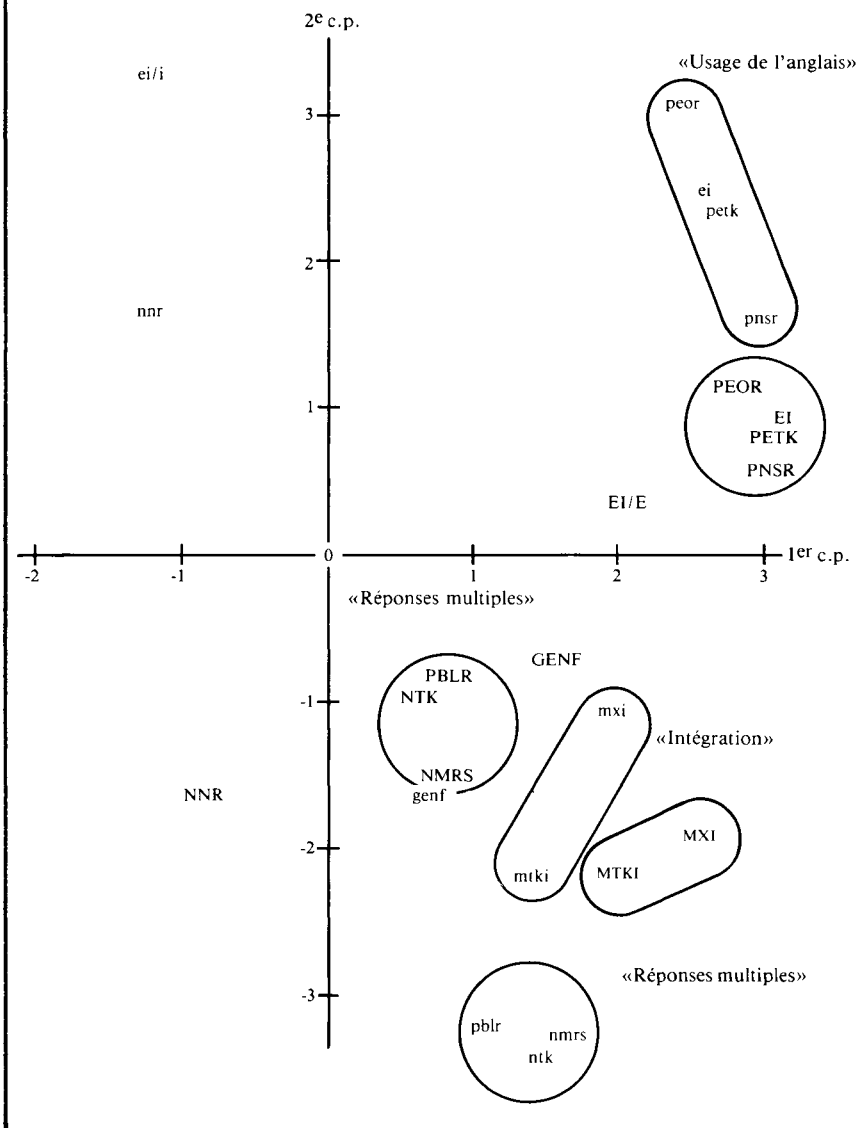 2e c.p.
ei/i
«Usage de l'anglais»
peor
3
ei
petk
2
nnr
pnsr
PEOR
1
EI
PETK
PNSR
EI/E
0
1er c.p.
-2
-1
1
2
3
«Réponses multiples»
GENF
PBLR
NTK
-1
mxi
«Intégration»
NMRS
NNR
genf
MXI
-2
mtki
MTKI
«Réponses multiples»
-3
pblr
nmrs
ntk